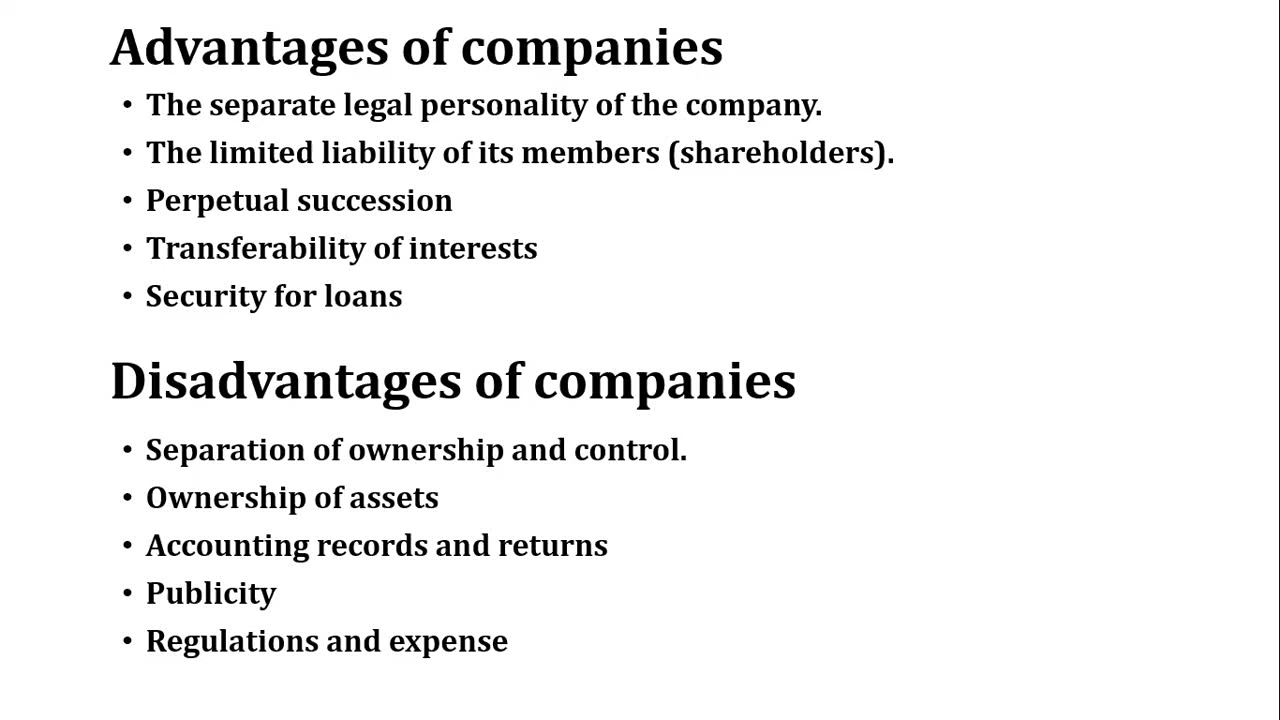 Advantages of companies
• The separate legal personality of the company.
• The limited liability of its members (shareholders).
• Perpetual succession
• Transferability of interests
• Security for loans
Disadvantages of companies
• Separation of ownership and control.
• Ownership of assets
• Accounting records and returns
• Publicity
• Regulations and expense